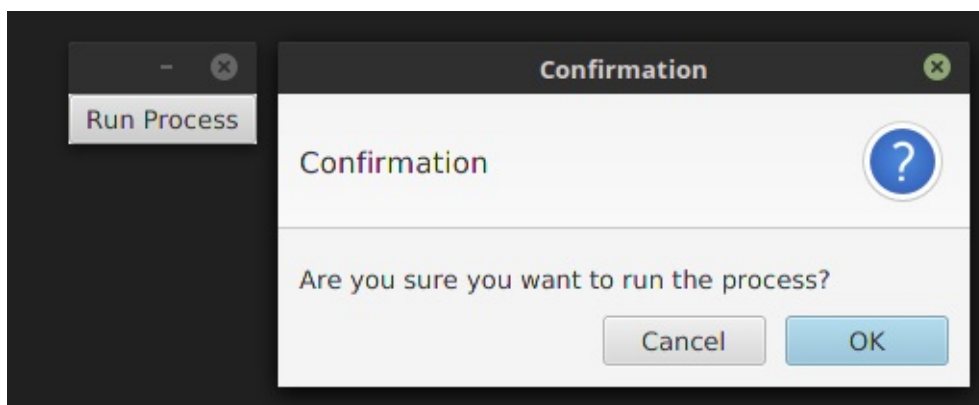 Run Process
Confirmation
Confirmation
?
Are you sure you want to run the process?
Cancel
OK